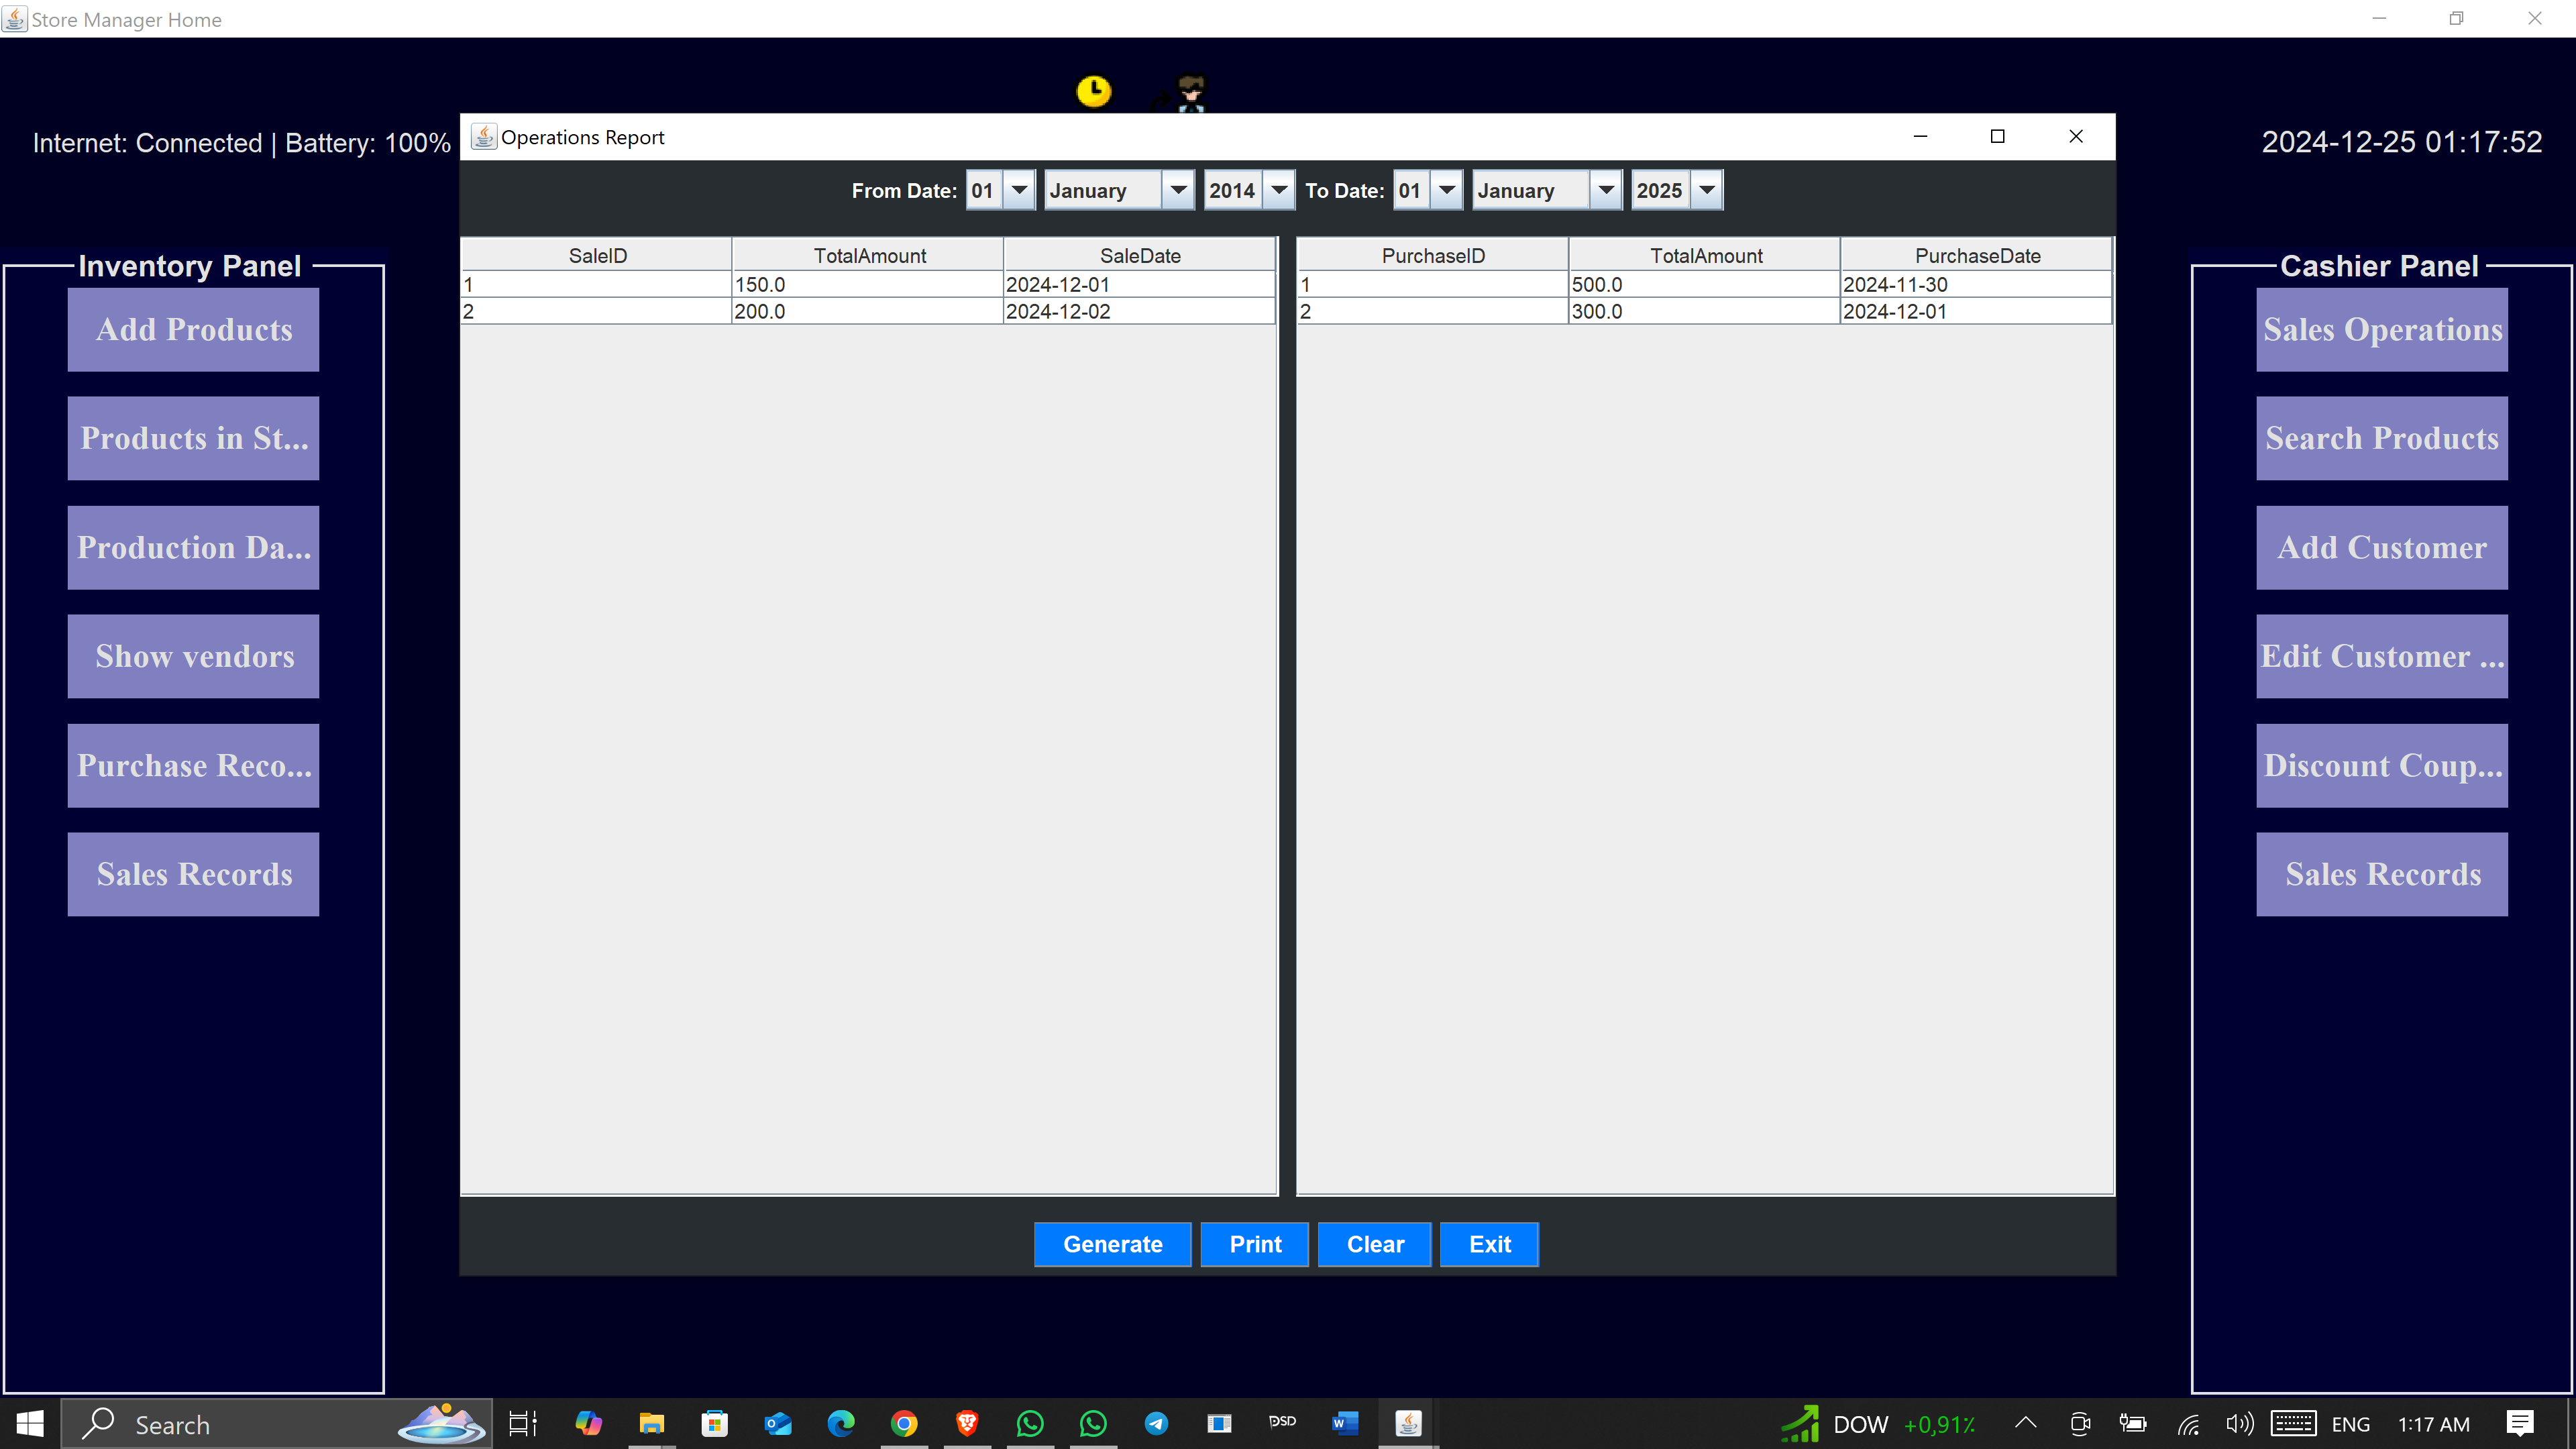 Store Manager Home
Internet: Connected | Battery: 100%
2024-12-25 01:17:52
Operations Report
From Date: 01 January 2014 To Date: 01 January 2025
SaleID TotalAmount SaleDate
1 150.0 2024-12-01
2 200.0 2024-12-02
PurchaseID TotalAmount PurchaseDate
1 500.0 2024-11-30
2 300.0 2024-12-01
Generate Print Clear Exit
Inventory Panel
Add Products
Products in St...
Production Da...
Show vendors
Purchase Reco...
Sales Records
Cashier Panel
Sales Operations
Search Products
Add Customer
Edit Customer ...
Discount Coup...
Sales Records
Search
PSD
DOW +0,91%
ENG
1:17 AM